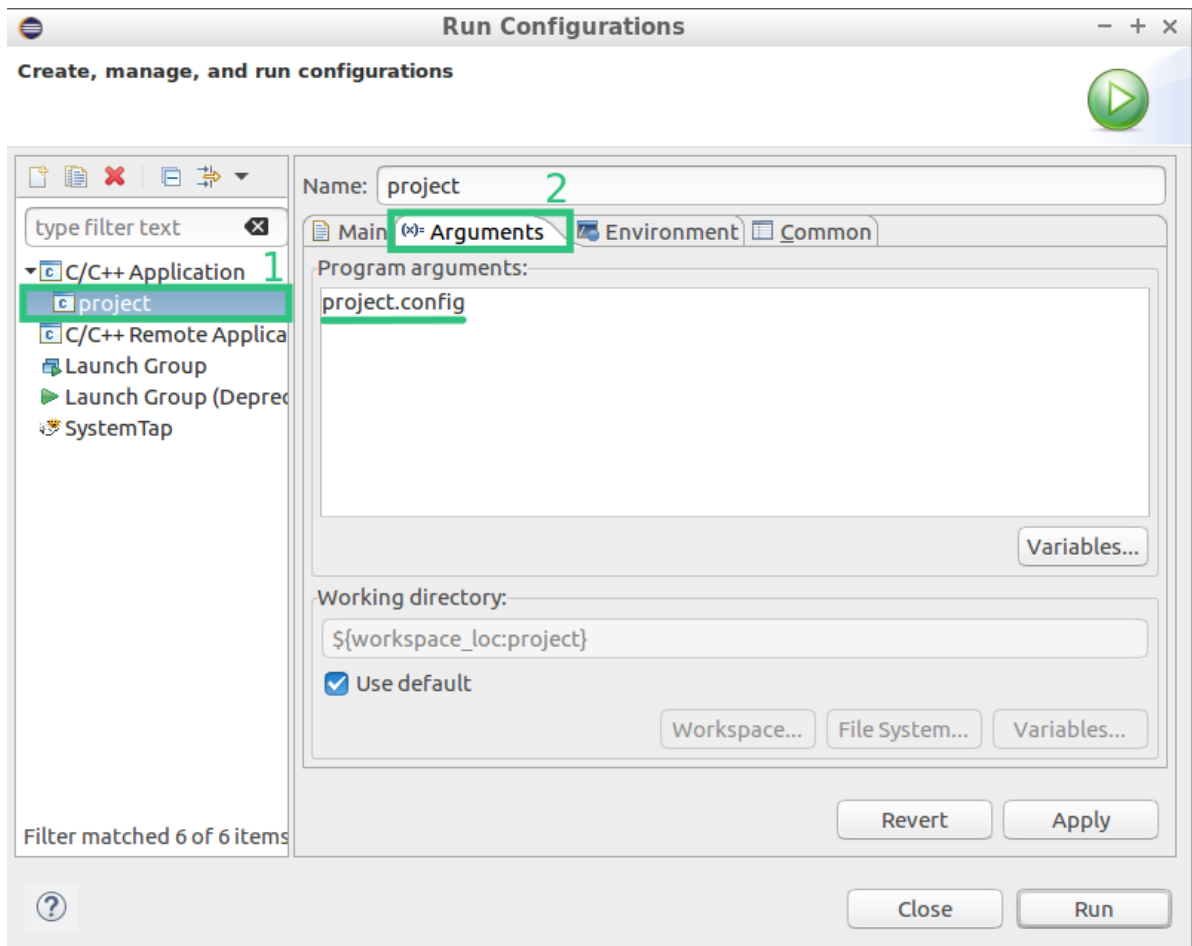 Run Configurations
Create, manage, and run configurations
Name: project
2
type filter text
Main (x)= Arguments Environment Common
C/C++ Application 1
Program arguments:
project
project.config
C/C++ Remote Applica
Launch Group
Launch Group (Deprec
SystemTap
Variables...
Working directory:
${workspace_loc:project}
Use default
Workspace... File System... Variables...
Revert Apply
Filter matched 6 of 6 items
? Close Run